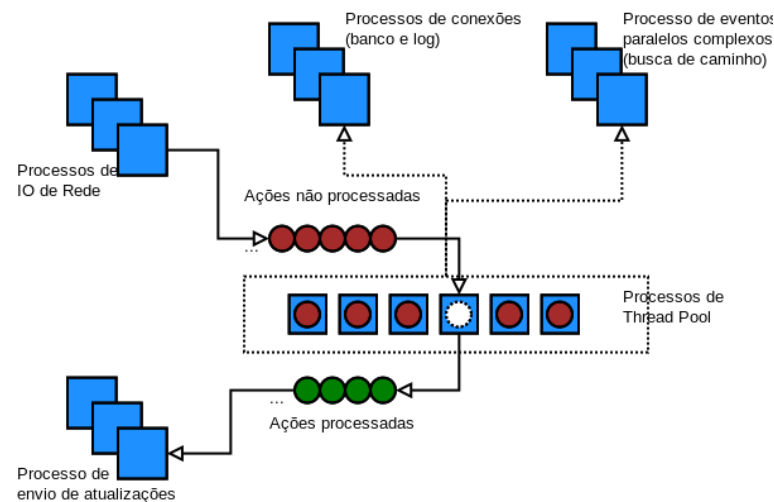 Processos de conexões
(banco e log)
Processo de eventos
paralelos complexos
(busca de caminho)
Processos de
IO de Rede
Ações não processadas
...
Processos de
Thread Pool
...
Ações processadas
Processo de
envio de atualizações